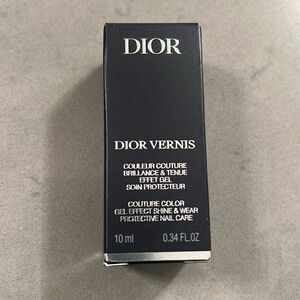 DIOR
DIOR VERNIS
COULEUR COUTURE
BRILLANCE & TENUE
EFFET GEL
SOIN PROTECTEUR
COUTURE COLOR
GEL EFFECT SHINE & WEAR
PROTECTIVE NAIL CARE
10 ml 0.34 FL.OZ